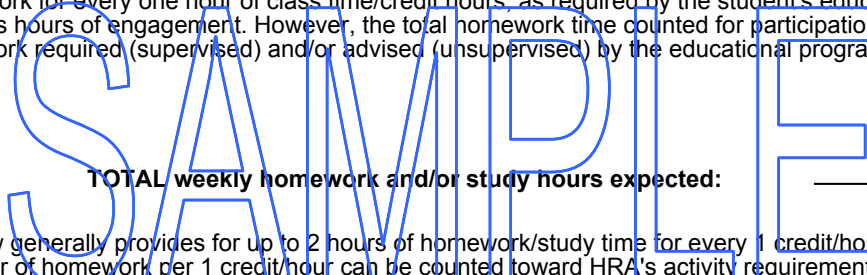 ork for every one hour of class time/credit hours, as required by the student's educ
s hours of engagement. However, the total homework time counted for participatio
ork required (supervised) and/or advised (unsupervised) by the educational progra
SAMPLE
TOTAL weekly homework and/or study hours expected:
y generally provides for up to 2 hours of homework/study time for every 1 credit/ho
r of homework per 1 credit/hour can be counted toward HRA's activity requiremen